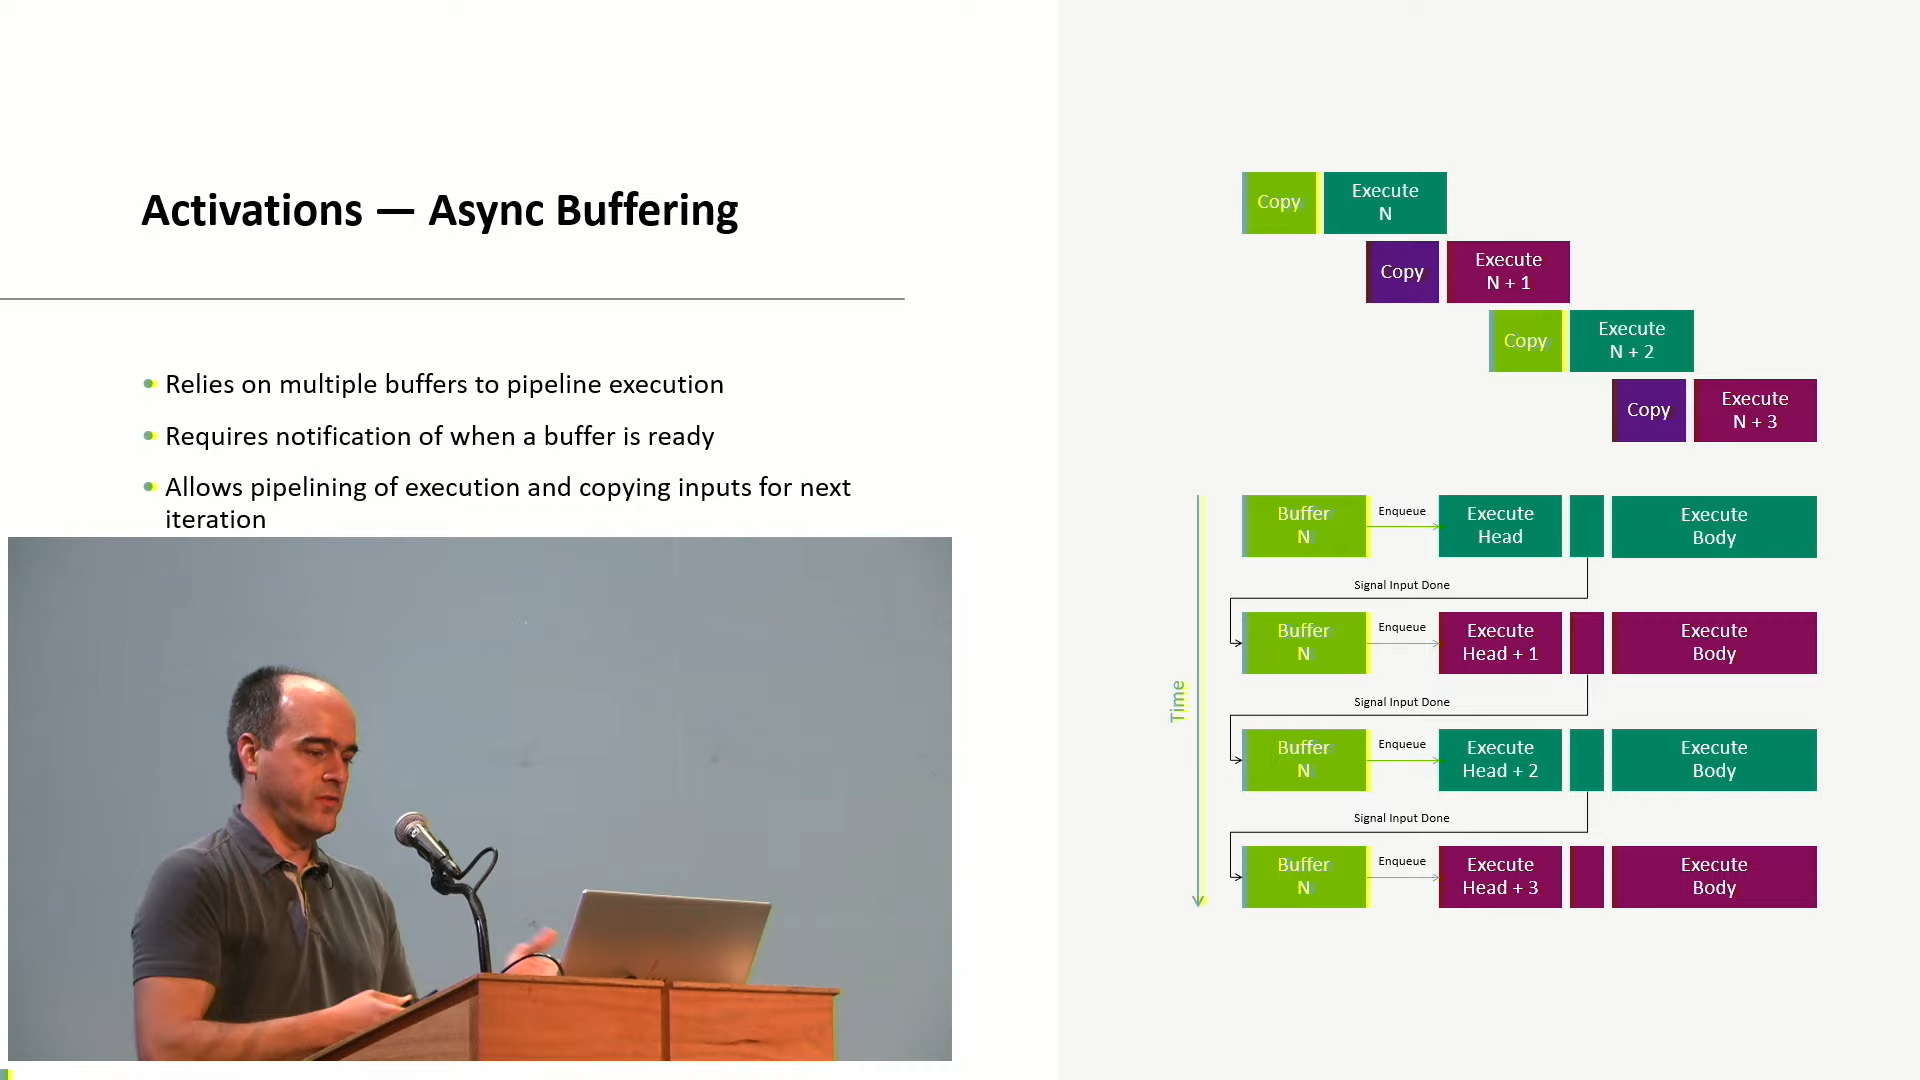 Activations — Async Buffering
Relies on multiple buffers to pipeline execution
Requires notification of when a buffer is ready
Allows pipelining of execution and copying inputs for next
iteration
Copy
Execute
N
Copy
Execute
N + 1
Copy
Execute
N + 2
Copy
Execute
N + 3
Time
Buffer
N
Enqueue
Execute
Head
Execute
Body
Signal Input Done
Buffer
N
Enqueue
Execute
Head + 1
Execute
Body
Signal Input Done
Buffer
N
Enqueue
Execute
Head + 2
Execute
Body
Signal Input Done
Buffer
N
Enqueue
Execute
Head + 3
Execute
Body